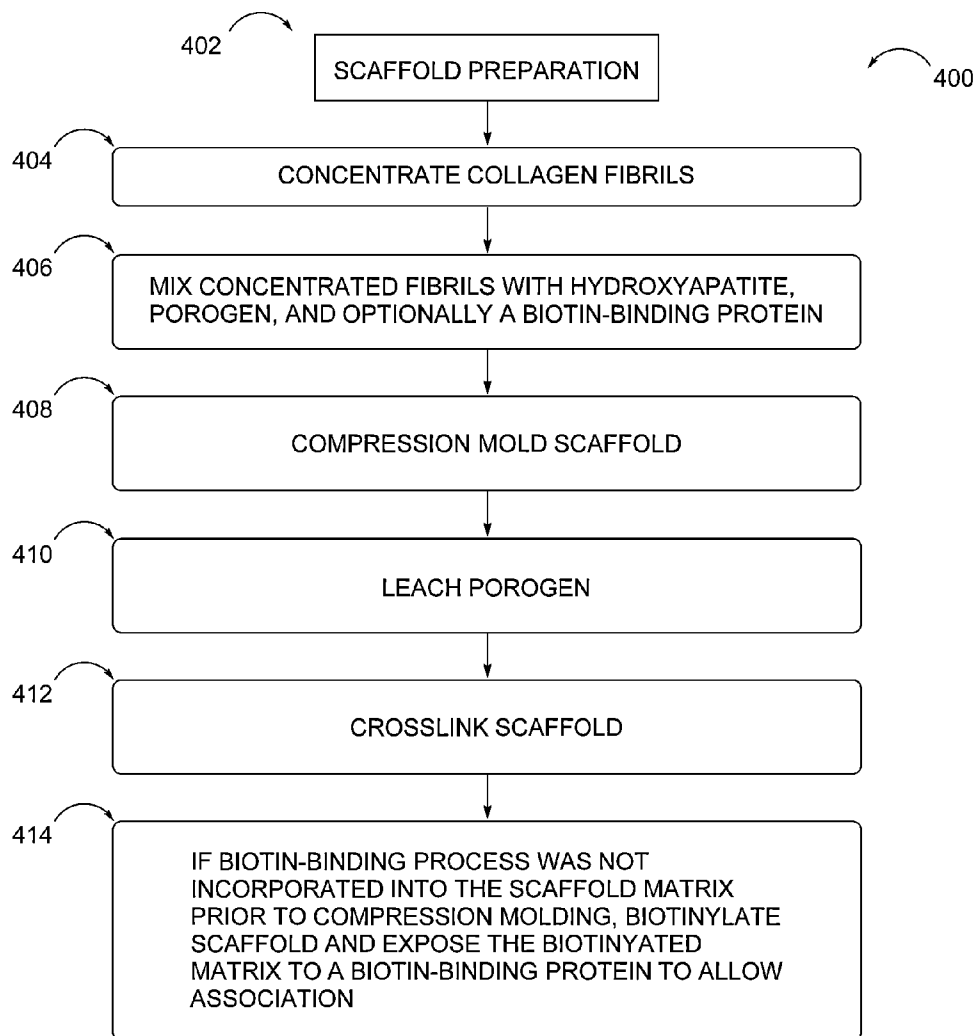 402
SCAFFOLD PREPARATION
400
404
CONCENTRATE COLLAGEN FIBRILS
406
MIX CONCENTRATED FIBRILS WITH HYDROXYAPATITE,
POROGEN, AND OPTIONALLY A BIOTIN-BINDING PROTEIN
408
COMPRESSION MOLD SCAFFOLD
410
LEACH POROGEN
412
CROSSLINK SCAFFOLD
414
IF BIOTIN-BINDING PROCESS WAS NOT
INCORPORATED INTO THE SCAFFOLD MATRIX
PRIOR TO COMPRESSION MOLDING, BIOTINYLATE
SCAFFOLD AND EXPOSE THE BIOTINYATED
MATRIX TO A BIOTIN-BINDING PROTEIN TO ALLOW
ASSOCIATION